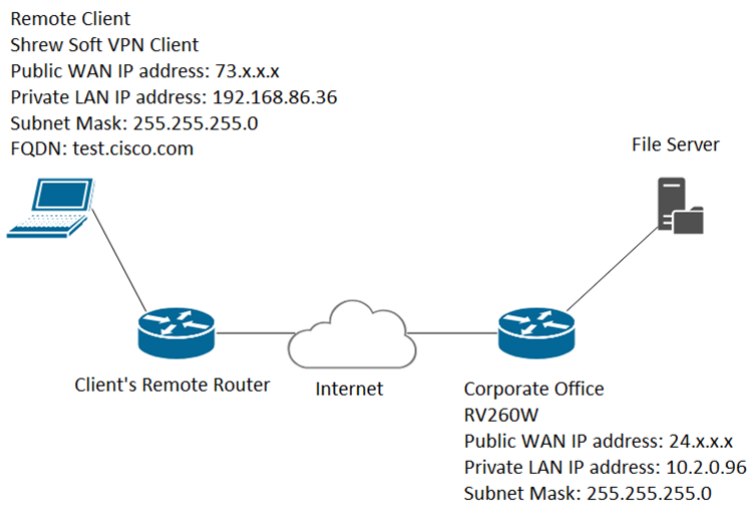 Remote Client
Shrew Soft VPN Client
Public WAN IP address: 73.x.x.x
Private LAN IP address: 192.168.86.36
Subnet Mask: 255.255.255.0
FQDN: test.cisco.com
File Server
Client's Remote Router
Internet
Corporate Office
RV260W
Public WAN IP address: 24.x.x.x
Private LAN IP address: 10.2.0.96
Subnet Mask: 255.255.255.0